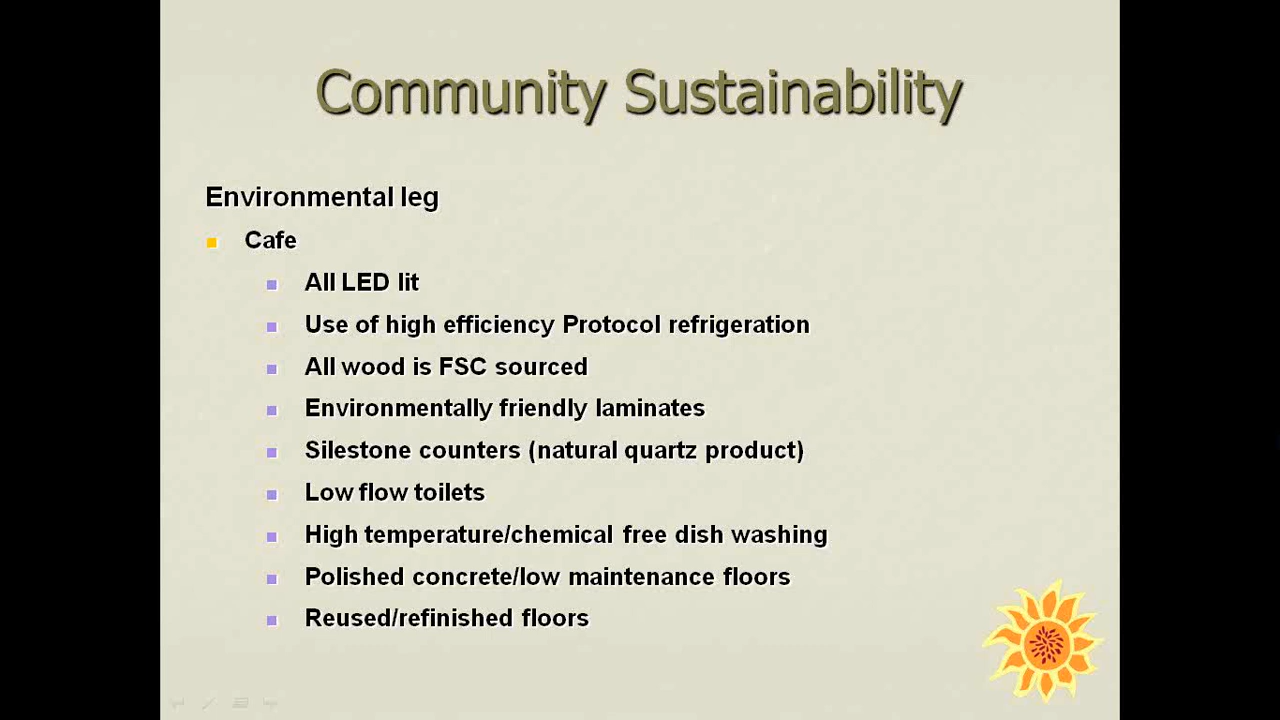 Community Sustainability
Environmental leg
Cafe
All LED lit
Use of high efficiency Protocol refrigeration
All wood is FSC sourced
Environmentally friendly laminates
Silestone counters (natural quartz product)
Low flow toilets
High temperature/chemical free dish washing
Polished concrete/low maintenance floors
Reused/refinished floors